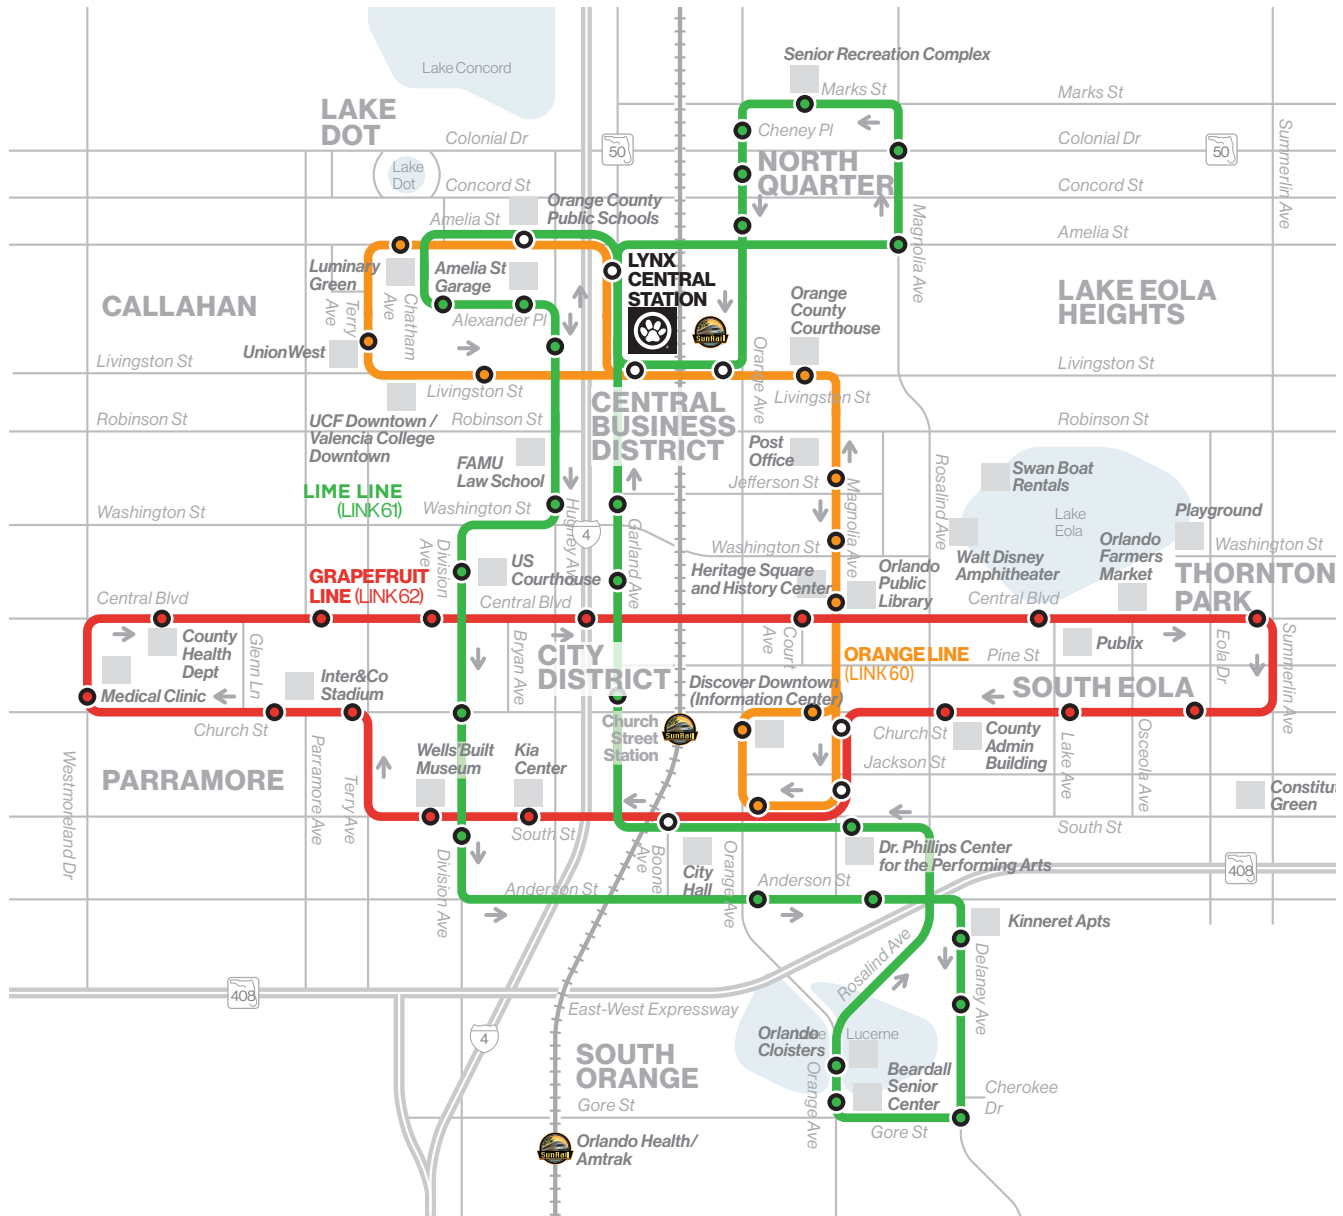 Senior Recreation Complex
Lake Concord
Marks St
Marks St
LAKE
DOT
Colonial Dr
Cheney Pl
Colonial Dr
50
50
Summerlin Ave
Lake
Dot
NORTH
QUARTER
Concord St
Concord St
Orange County
Public Schools
Amelia St
Magnolia Ave
Amelia St
LYNX
CENTRAL
STATION
SunRail
Luminary
Green
Amelia St
Garage
CALLAHAN
Terry
Ave
Chatham
Ave
Alexander Pl
Orange
County
Courthouse
LAKE EOLA
HEIGHTS
UnionWest
Livingston St
Livingston St
Orange Ave
Livingston St
Livingston St
Robinson St
UCF Downtown /
Valencia College
Downtown
Robinson St
CENTRAL
BUSINESS
DISTRICT
Robinson St
Post
Office
FAMU
Law School
Jefferson St
Rosalind Ave
Swan Boat
Rentals
LIME LINE
(LINK 61)
Washington St
Washington St
Hughey Ave
4
Garland Ave
Magnolia Ave
Lake
Eola
Playground
Washington St
Washington St
Division
Ave
US
Courthouse
Walt Disney
Amphitheater
Orlando
Farmers
Market
THORNTON
PARK
GRAPEFRUIT
LINE (LINK 62)
Heritage Square
and History Center
Orlando
Public
Library
Central Blvd
Central Blvd
Central Blvd
County
Health
Dept
Glenn Ln
Bryan Ave
CITY
DISTRICT
Court
Ave
ORANGE LINE
(LINK 60)
Pine St
Publix
Eola Dr
Summerlin Ave
Medical Clinic
Inter&Co
Stadium
Discover Downtown
(Information Center)
SOUTH EOLA
Church St
Church
Street
Station
SunRail
Church St
County
Admin
Building
Jackson St
Westmoreland Dr
PARRAMORE
Parramore Ave
Terry Ave
Wells'Built
Museum
Kia
Center
Lake Ave
Osceola Ave
Constitut
Green
South St
South St
Division Ave
Boone
Ave
City
Hall
Orange Ave
Dr. Phillips Center
for the Performing Arts
408
Anderson St
Anderson St
Kinneret Apts
Rosalind Ave
Delaney Ave
408
East-West Expressway
4
SOUTH
ORANGE
Orlando
Cloisters
Lake
Lucerne
Orange Ave
Beardall
Senior
Center
Cherokee
Dr
Gore St
Gore St
SunRail
Orlando Health/
Amtrak